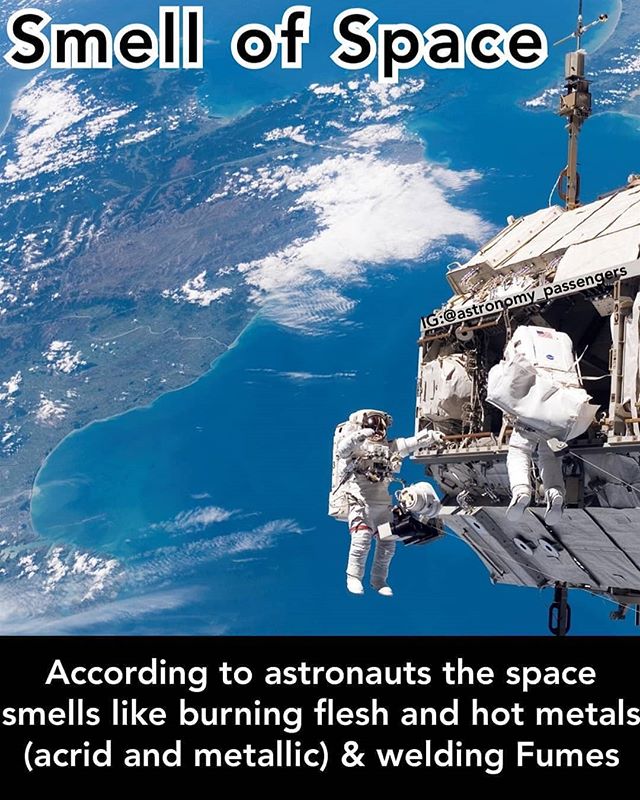 Smell of Space
IG:@astronomy_passengers
According to astronauts the space
smells like burning flesh and hot metals
(acrid and metallic) & welding Fumes